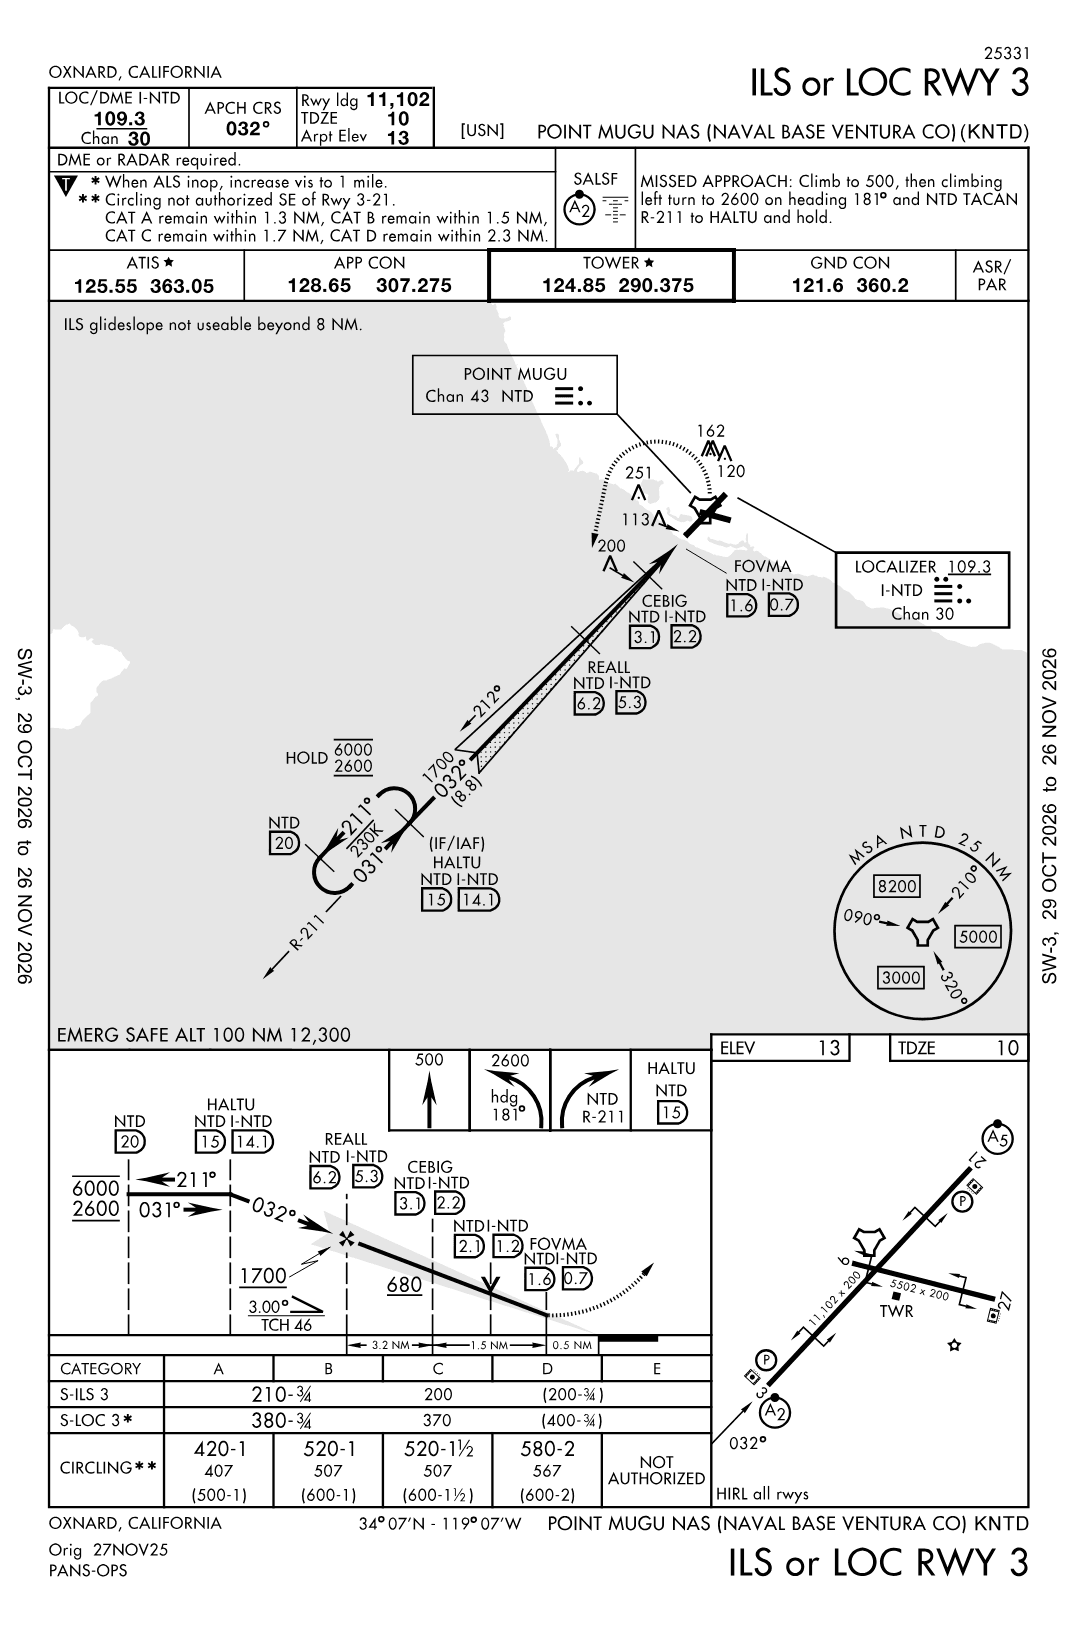 25331
OXNARD, CALIFORNIA
ILS or LOC RWY 3
LOC/DME I-NTD
109.3
Chan 30
APCH CRS
032°
Rwy ldg 11,102
TDZE 10
Arpt Elev 13
[USN]
POINT MUGU NAS (NAVAL BASE VENTURA CO) (KNTD)
DME or RADAR required.
T
* When ALS inop, increase vis to 1 mile.
** Circling not authorized SE of Rwy 3-21.
CAT A remain within 1.3 NM, CAT B remain within 1.5 NM,
CAT C remain within 1.7 NM, CAT D remain within 2.3 NM.
SALSF
A2
MISSED APPROACH: Climb to 500, then climbing
left turn to 2600 on heading 181° and NTD TACAN
R-211 to HALTU and hold.
ATIS ★
125.55 363.05
APP CON
128.65 307.275
TOWER ★
124.85 290.375
GND CON
121.6 360.2
ASR/
PAR
ILS glideslope not useable beyond 8 NM.
POINT MUGU
Chan 43 NTD
162
120
251
113
200
LOCALIZER 109.3
I-NTD
Chan 30
FOVMA
NTD I-NTD
1.6 0.7
CEBIG
NTD I-NTD
3.1 2.2
REALL
NTD I-NTD
6.2 5.3
212°
1700
032°
(8.8)
HOLD 6000
2600
211°
230K
031°
NTD
20
(IF/IAF)
HALTU
NTD I-NTD
15 14.1
R-211
MSA NTD 25 NM
8200
210°
090°
5000
3000
320°
SW-3, 29 OCT 2026 to 26 NOV 2026
SW-3, 29 OCT 2026 to 26 NOV 2026
EMERG SAFE ALT 100 NM 12,300
ELEV 13
TDZE 10
500
2600
hdg
181°
NTD
R-211
HALTU
NTD
15
NTD
20
HALTU
NTD I-NTD
15 14.1
6000
2600
211°
031°
032°
REALL
NTD I-NTD
6.2 5.3
CEBIG
NTD I-NTD
3.1 2.2
NTD I-NTD
2.1 1.2
FOVMA
NTD I-NTD
1.6 0.7
1700
680
3.00°
TCH 46
3.2 NM
1.5 NM
0.5 NM
A5
21
P
9
5502 x 200
27
11,102 x 200
TWR
P
3
A2
032°
HIRL all rwys
CATEGORY A B C D E
S-ILS 3 210-¾ 200 (200-¾)
S-LOC 3* 380-¾ 370 (400-¾)
CIRCLING**
420-1
407
(500-1)
520-1
507
(600-1)
520-1½
507
(600-1½)
580-2
567
(600-2)
NOT
AUTHORIZED
OXNARD, CALIFORNIA
34°07'N - 119°07'W
POINT MUGU NAS (NAVAL BASE VENTURA CO) KNTD
Orig 27NOV25
PANS-OPS
ILS or LOC RWY 3